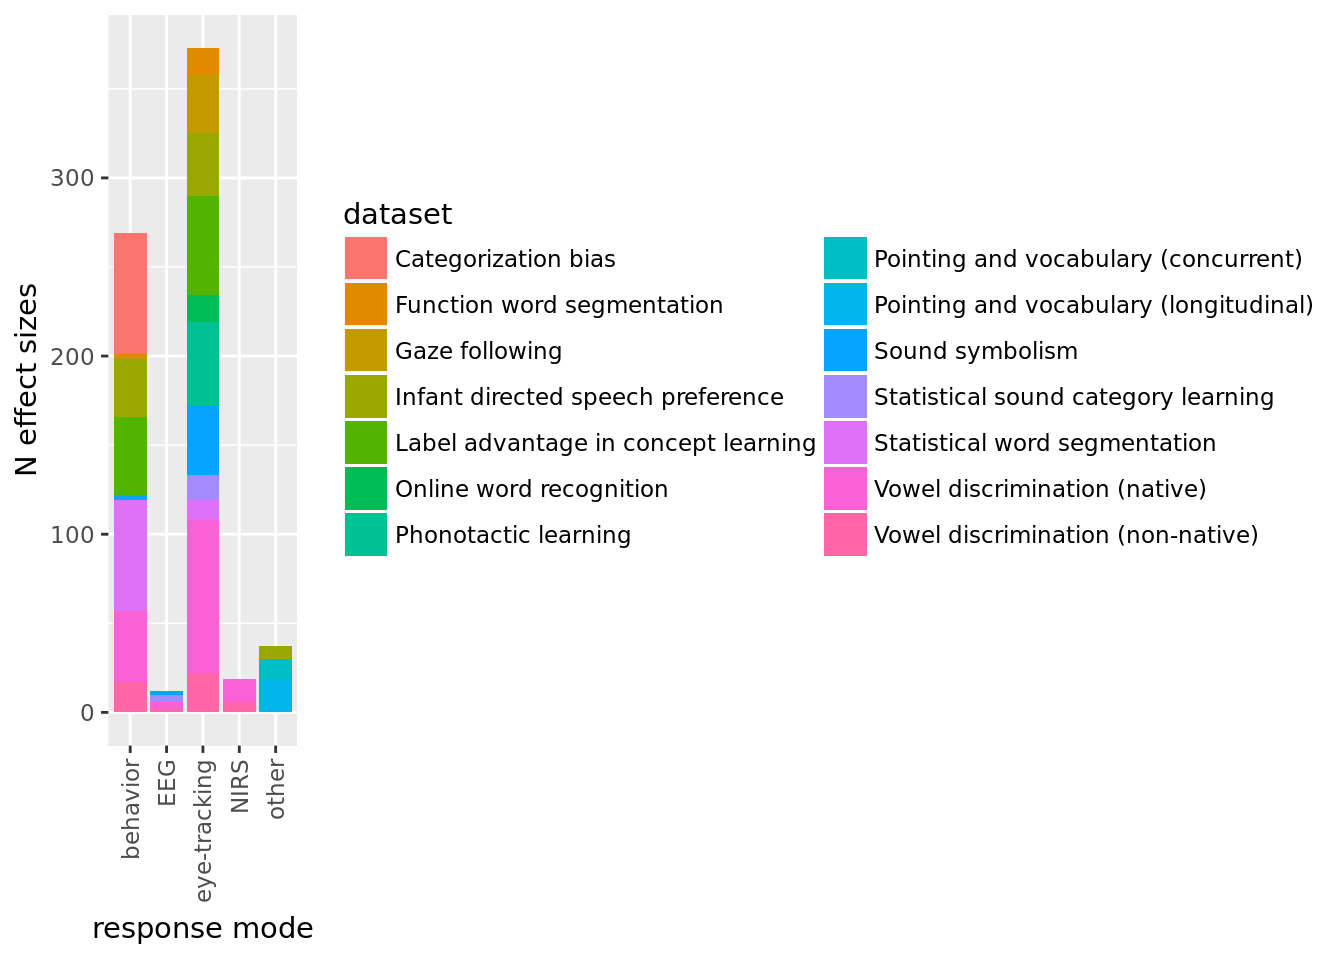 N effect sizes
300
200
100
0
behavior
EEG
eye-tracking
NIRS
other
response mode
dataset
Categorization bias
Function word segmentation
Gaze following
Infant directed speech preference
Label advantage in concept learning
Online word recognition
Phonotactic learning
Pointing and vocabulary (concurrent)
Pointing and vocabulary (longitudinal)
Sound symbolism
Statistical sound category learning
Statistical word segmentation
Vowel discrimination (native)
Vowel discrimination (non-native)